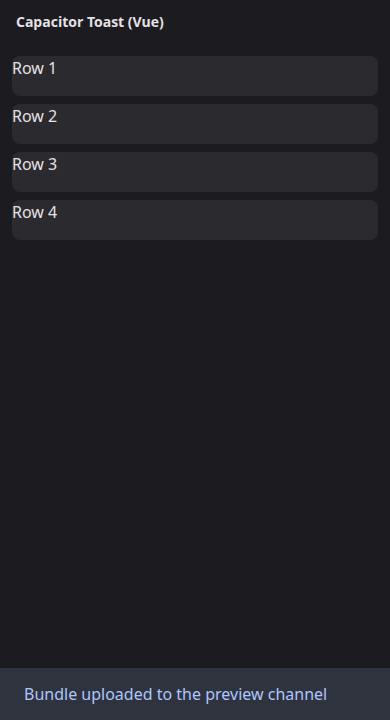 Capacitor Toast (Vue)
Row 1
Row 2
Row 3
Row 4
Bundle uploaded to the preview channel